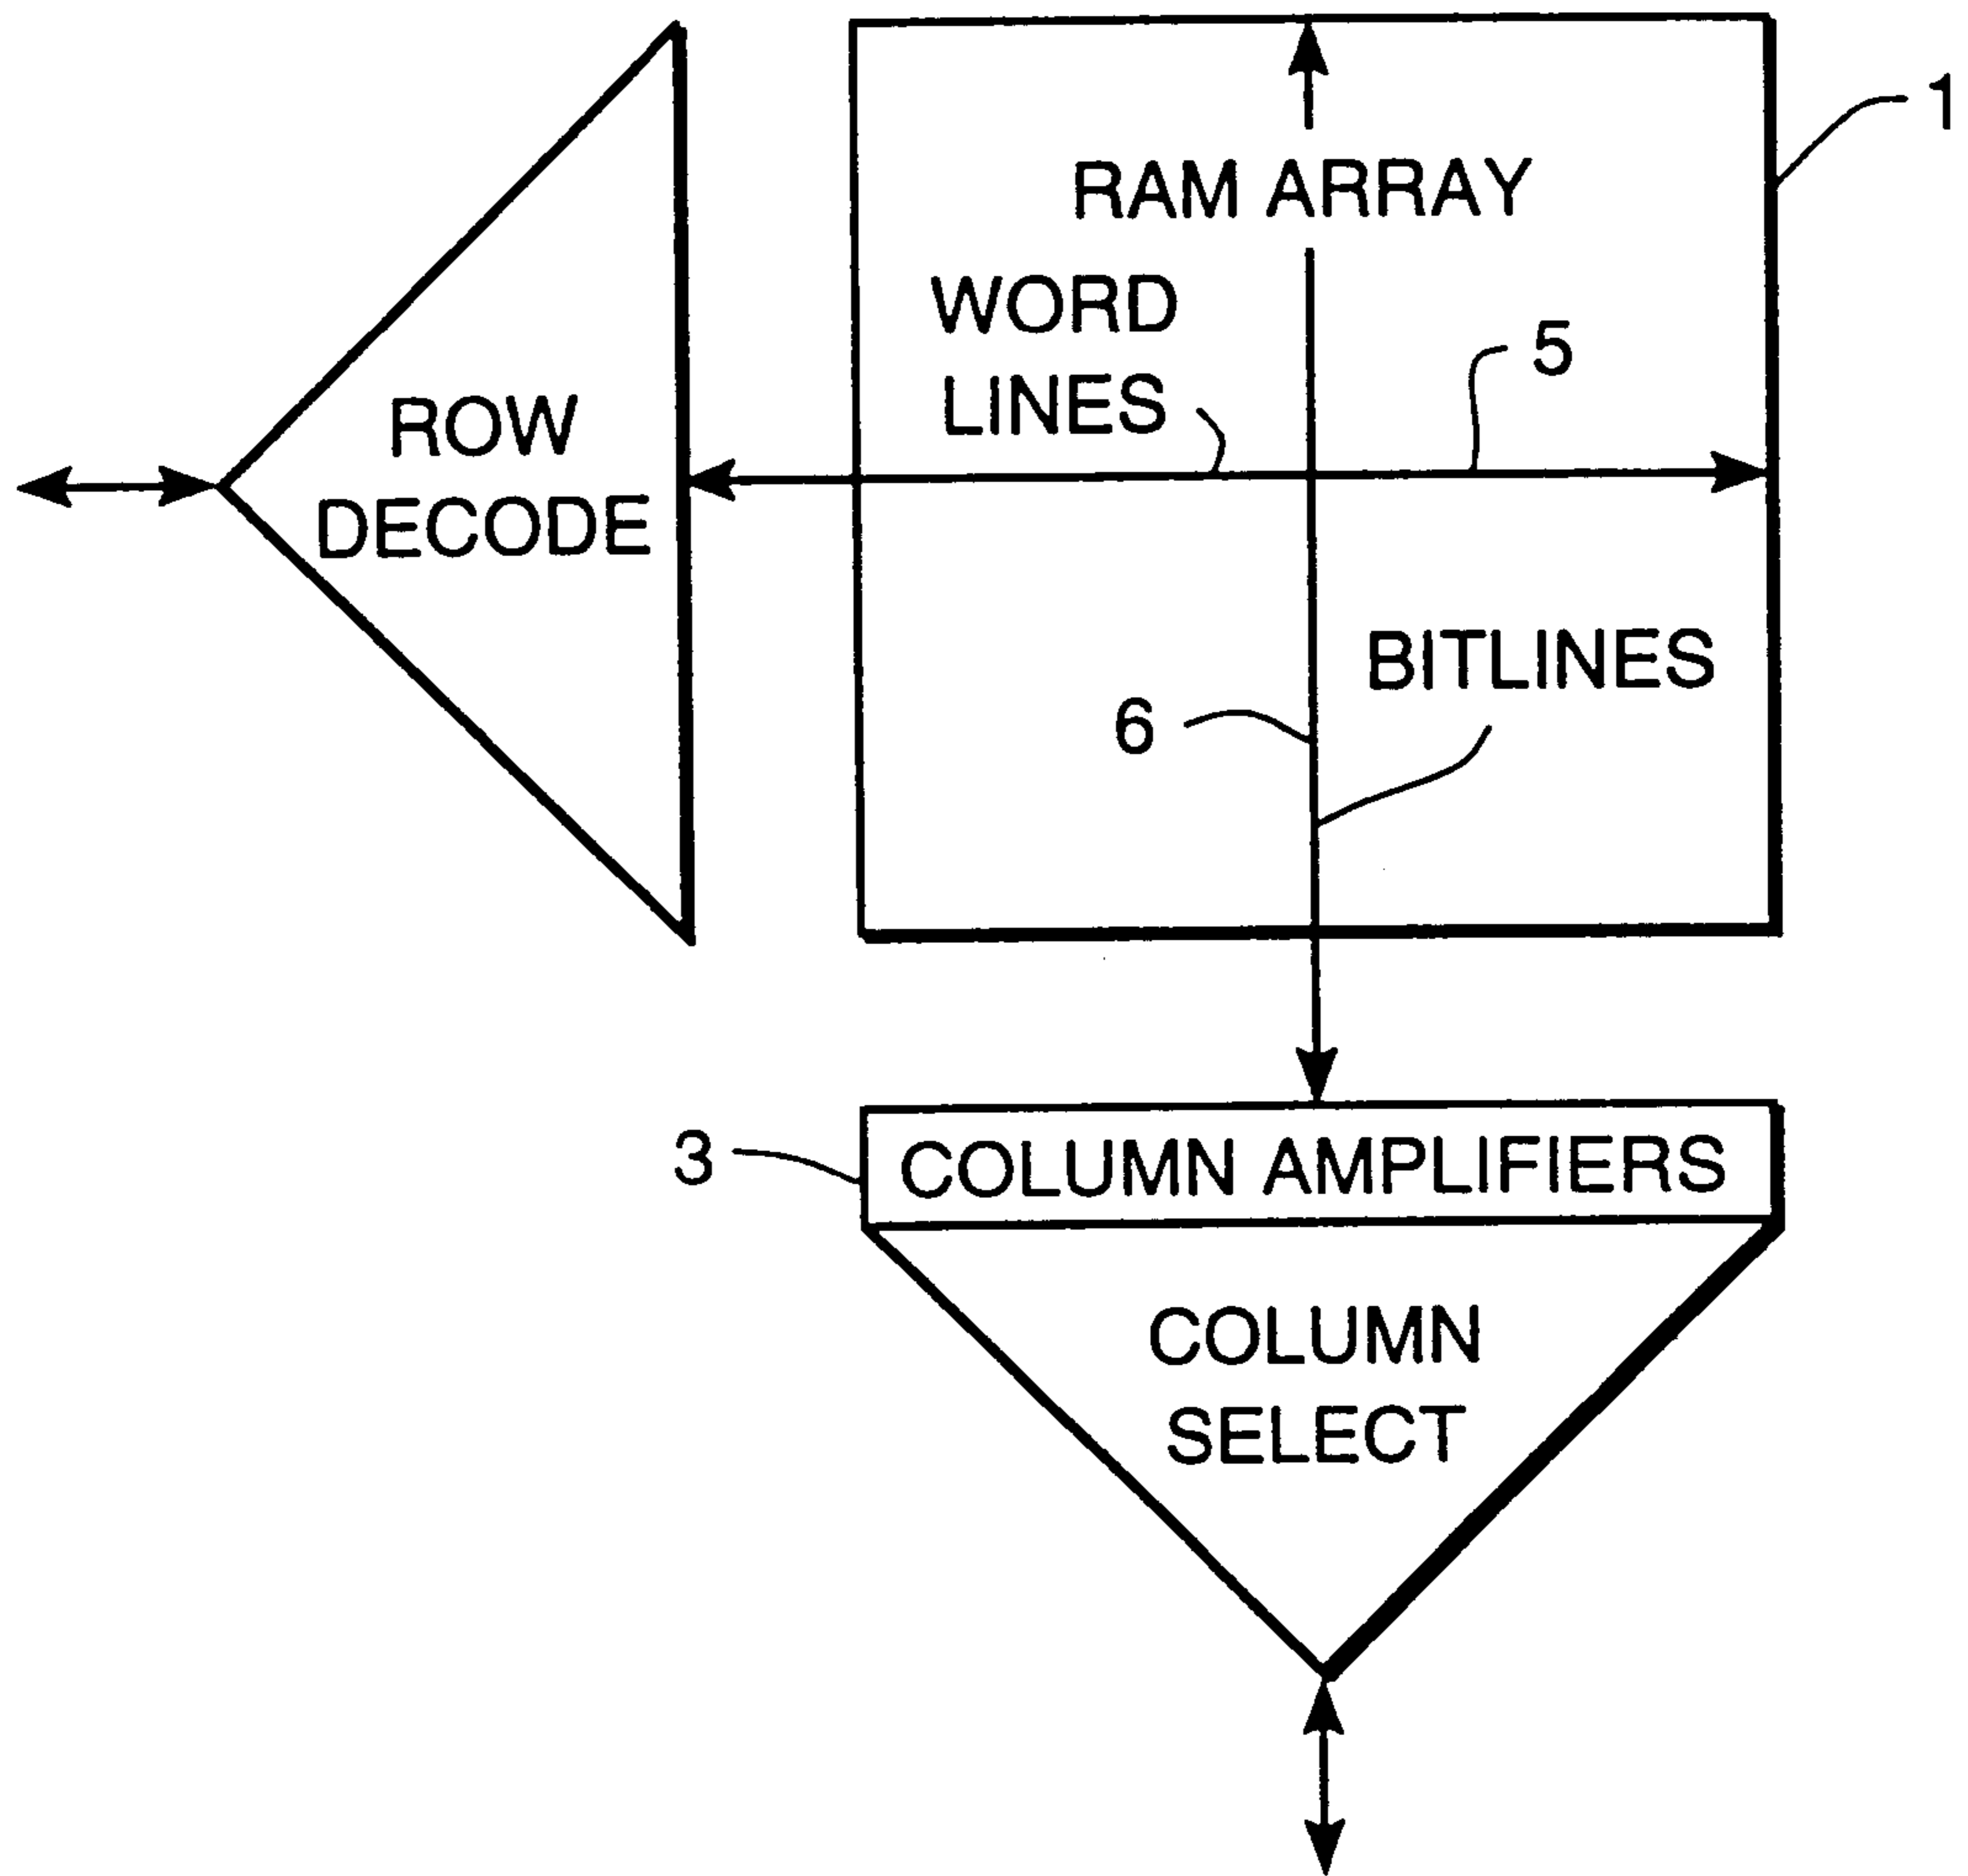 1
RAM ARRAY
WORD
LINES
5
ROW
DECODE
BITLINES
6
3
COLUMN AMPLIFIERS
COLUMN
SELECT